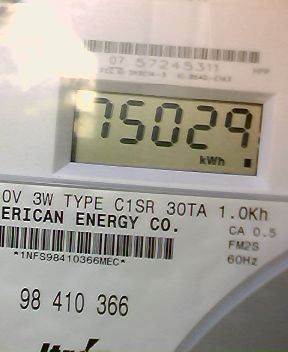 07 57245311
75029
kWh
0V 3W TYPE C1SR 30TA 1.0Kh
ERICAN ENERGY CO.
CA 0.5
FM2S
*1NFS98410366MEC*
60Hz
98 410 366